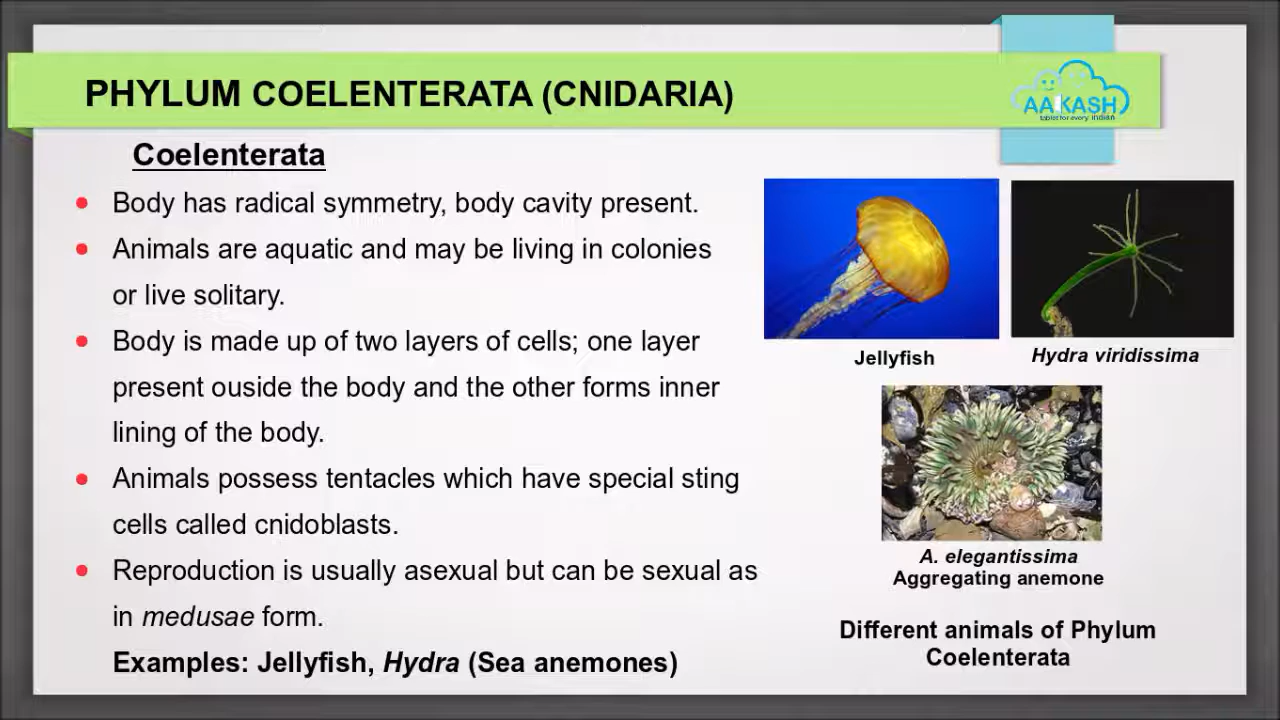 PHYLUM COELENTERATA (CNIDARIA)
AAKASH
tablet for every indian
Coelenterata
Body has radical symmetry, body cavity present.
Animals are aquatic and may be living in colonies
or live solitary.
Body is made up of two layers of cells; one layer
present ouside the body and the other forms inner
lining of the body.
Animals possess tentacles which have special sting
cells called cnidoblasts.
Reproduction is usually asexual but can be sexual as
in medusae form.
Examples: Jellyfish, Hydra (Sea anemones)
Jellyfish
Hydra viridissima
A. elegantissima
Aggregating anemone
Different animals of Phylum
Coelenterata